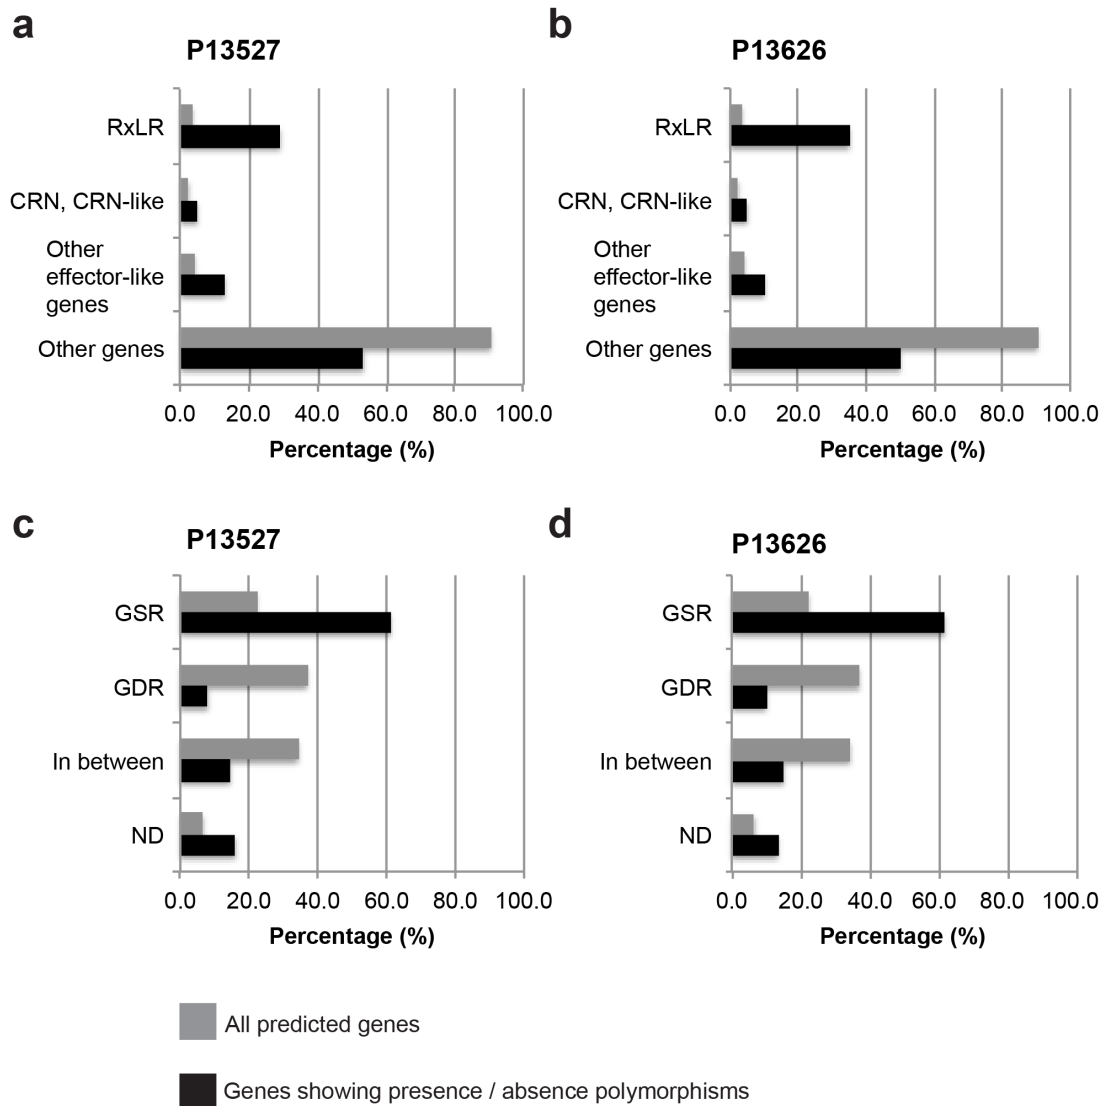 a
P13527
RxLR
CRN, CRN-like
Other
effector-like
genes
Other genes
0.0 20.0 40.0 60.0 80.0 100.0
Percentage (%)
b
P13626
RxLR
CRN, CRN-like
Other
effector-like
genes
Other genes
0.0 20.0 40.0 60.0 80.0 100.0
Percentage (%)
c
P13527
GSR
GDR
In between
ND
0.0 20.0 40.0 60.0 80.0 100.0
Percentage (%)
d
P13626
GSR
GDR
In between
ND
0.0 20.0 40.0 60.0 80.0 100.0
Percentage (%)
All predicted genes
Genes showing presence / absence polymorphisms